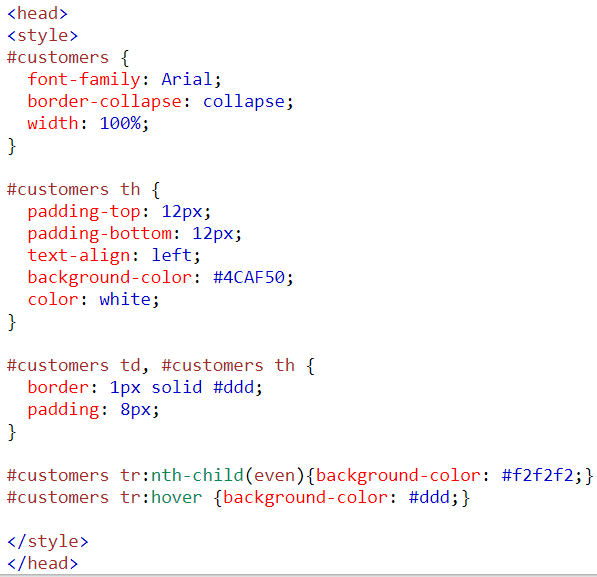 <head>
<style>
#customers {
  font-family: Arial;
  border-collapse: collapse;
  width: 100%;
}

#customers th {
  padding-top: 12px;
  padding-bottom: 12px;
  text-align: left;
  background-color: #4CAF50;
  color: white;
}

#customers td, #customers th {
  border: 1px solid #ddd;
  padding: 8px;
}

#customers tr:nth-child(even){background-color: #f2f2f2;}
#customers tr:hover {background-color: #ddd;}

</style>
</head>